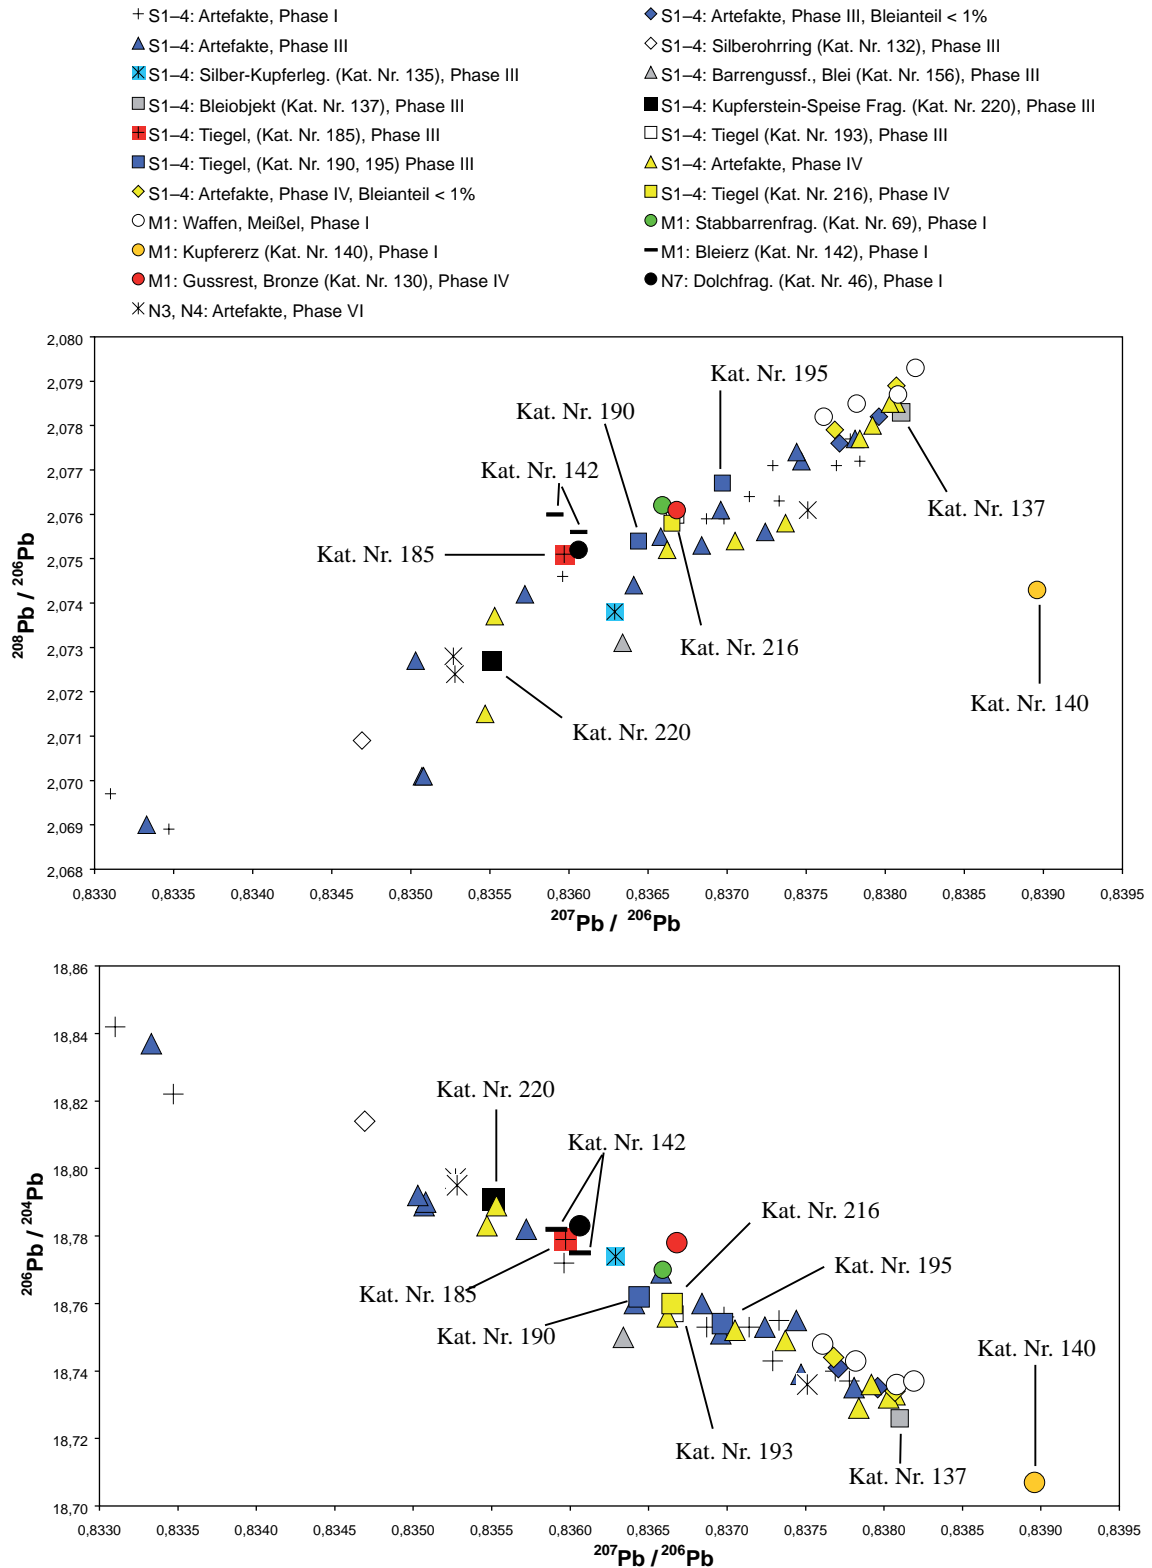 S1–4: Artefakte, Phase I
S1–4: Artefakte, Phase III, Bleianteil < 1%
S1–4: Artefakte, Phase III
S1–4: Silberohrring (Kat. Nr. 132), Phase III
S1–4: Silber-Kupferleg. (Kat. Nr. 135), Phase III
S1–4: Barrengussf., Blei (Kat. Nr. 156), Phase III
S1–4: Bleiobjekt (Kat. Nr. 137), Phase III
S1–4: Kupferstein-Speise Frag. (Kat. Nr. 220), Phase III
S1–4: Tiegel, (Kat. Nr. 185), Phase III
S1–4: Tiegel (Kat. Nr. 193), Phase III
S1–4: Tiegel, (Kat. Nr. 190, 195) Phase III
S1–4: Artefakte, Phase IV
S1–4: Artefakte, Phase IV, Bleianteil < 1%
S1–4: Tiegel (Kat. Nr. 216), Phase IV
M1: Waffen, Meißel, Phase I
M1: Stabbarrenfrag. (Kat. Nr. 69), Phase I
M1: Kupfererz (Kat. Nr. 140), Phase I
M1: Bleierz (Kat. Nr. 142), Phase I
M1: Gussrest, Bronze (Kat. Nr. 130), Phase IV
N7: Dolchfrag. (Kat. Nr. 46), Phase I
N3, N4: Artefakte, Phase VI
2,080
2,079
2,078
2,077
2,076
2,075
2,074
2,073
2,072
2,071
2,070
2,069
2,068
208Pb / 206Pb
Kat. Nr. 195
Kat. Nr. 190
Kat. Nr. 142
Kat. Nr. 137
Kat. Nr. 185
Kat. Nr. 216
Kat. Nr. 140
Kat. Nr. 220
0,8330 0,8335 0,8340 0,8345 0,8350 0,8355 0,8360 0,8365 0,8370 0,8375 0,8380 0,8385 0,8390 0,8395
207Pb / 206Pb
18,86
18,84
18,82
18,80
18,78
18,76
18,74
18,72
18,70
206Pb / 204Pb
Kat. Nr. 220
Kat. Nr. 142
Kat. Nr. 216
Kat. Nr. 195
Kat. Nr. 185
Kat. Nr. 190
Kat. Nr. 140
Kat. Nr. 193
Kat. Nr. 137
0,8330 0,8335 0,8340 0,8345 0,8350 0,8355 0,8360 0,8365 0,8370 0,8375 0,8380 0,8385 0,8390 0,8395
207Pb / 206Pb